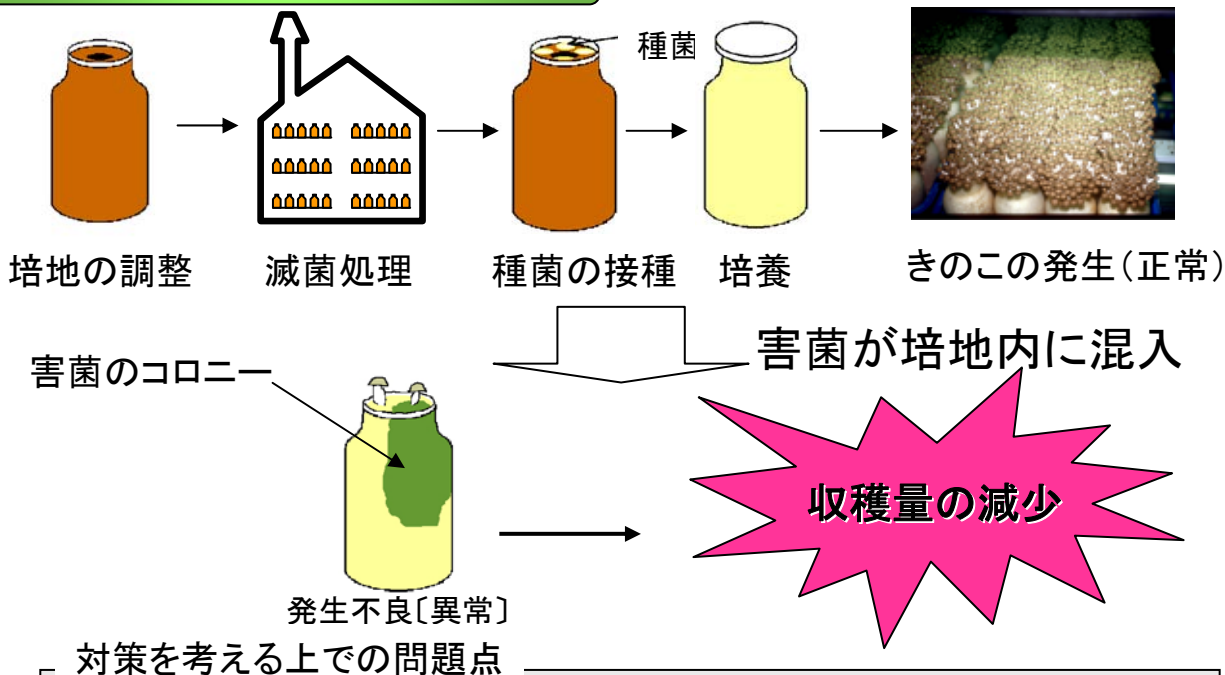 種菌
培地の調整
滅菌処理
種菌の接種
培養
きのこの発生(正常)
害菌が培地内に混入
害菌のコロニー
収穫量の減少
発生不良〔異常〕
対策を考える上での問題点